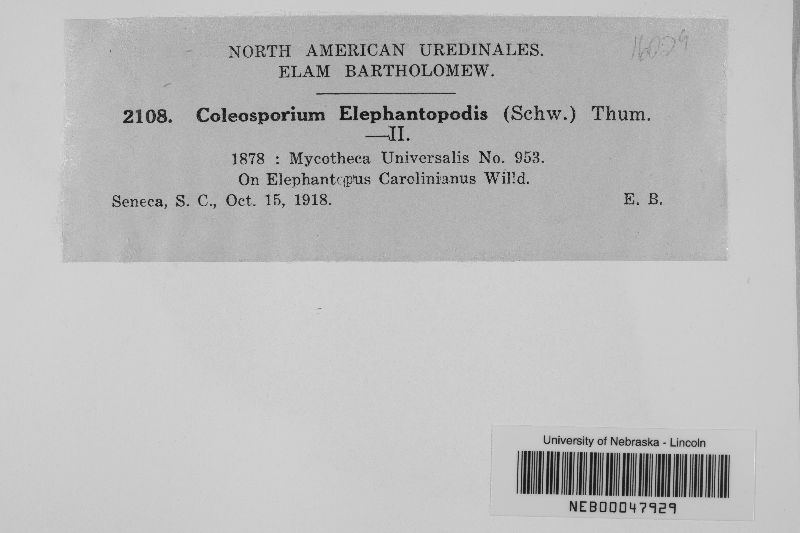 16029
NORTH AMERICAN UREDINALES.
ELAM BARTHOLOMEW.
2108. Coleosporium Elephantopodis (Schw.) Thum.
—II.
1878 : Mycotheca Universalis No. 953.
On Elephantopus Carolinianus Willd.
Seneca, S. C., Oct. 15, 1918. E. B.
University of Nebraska - Lincoln
NEB00047929